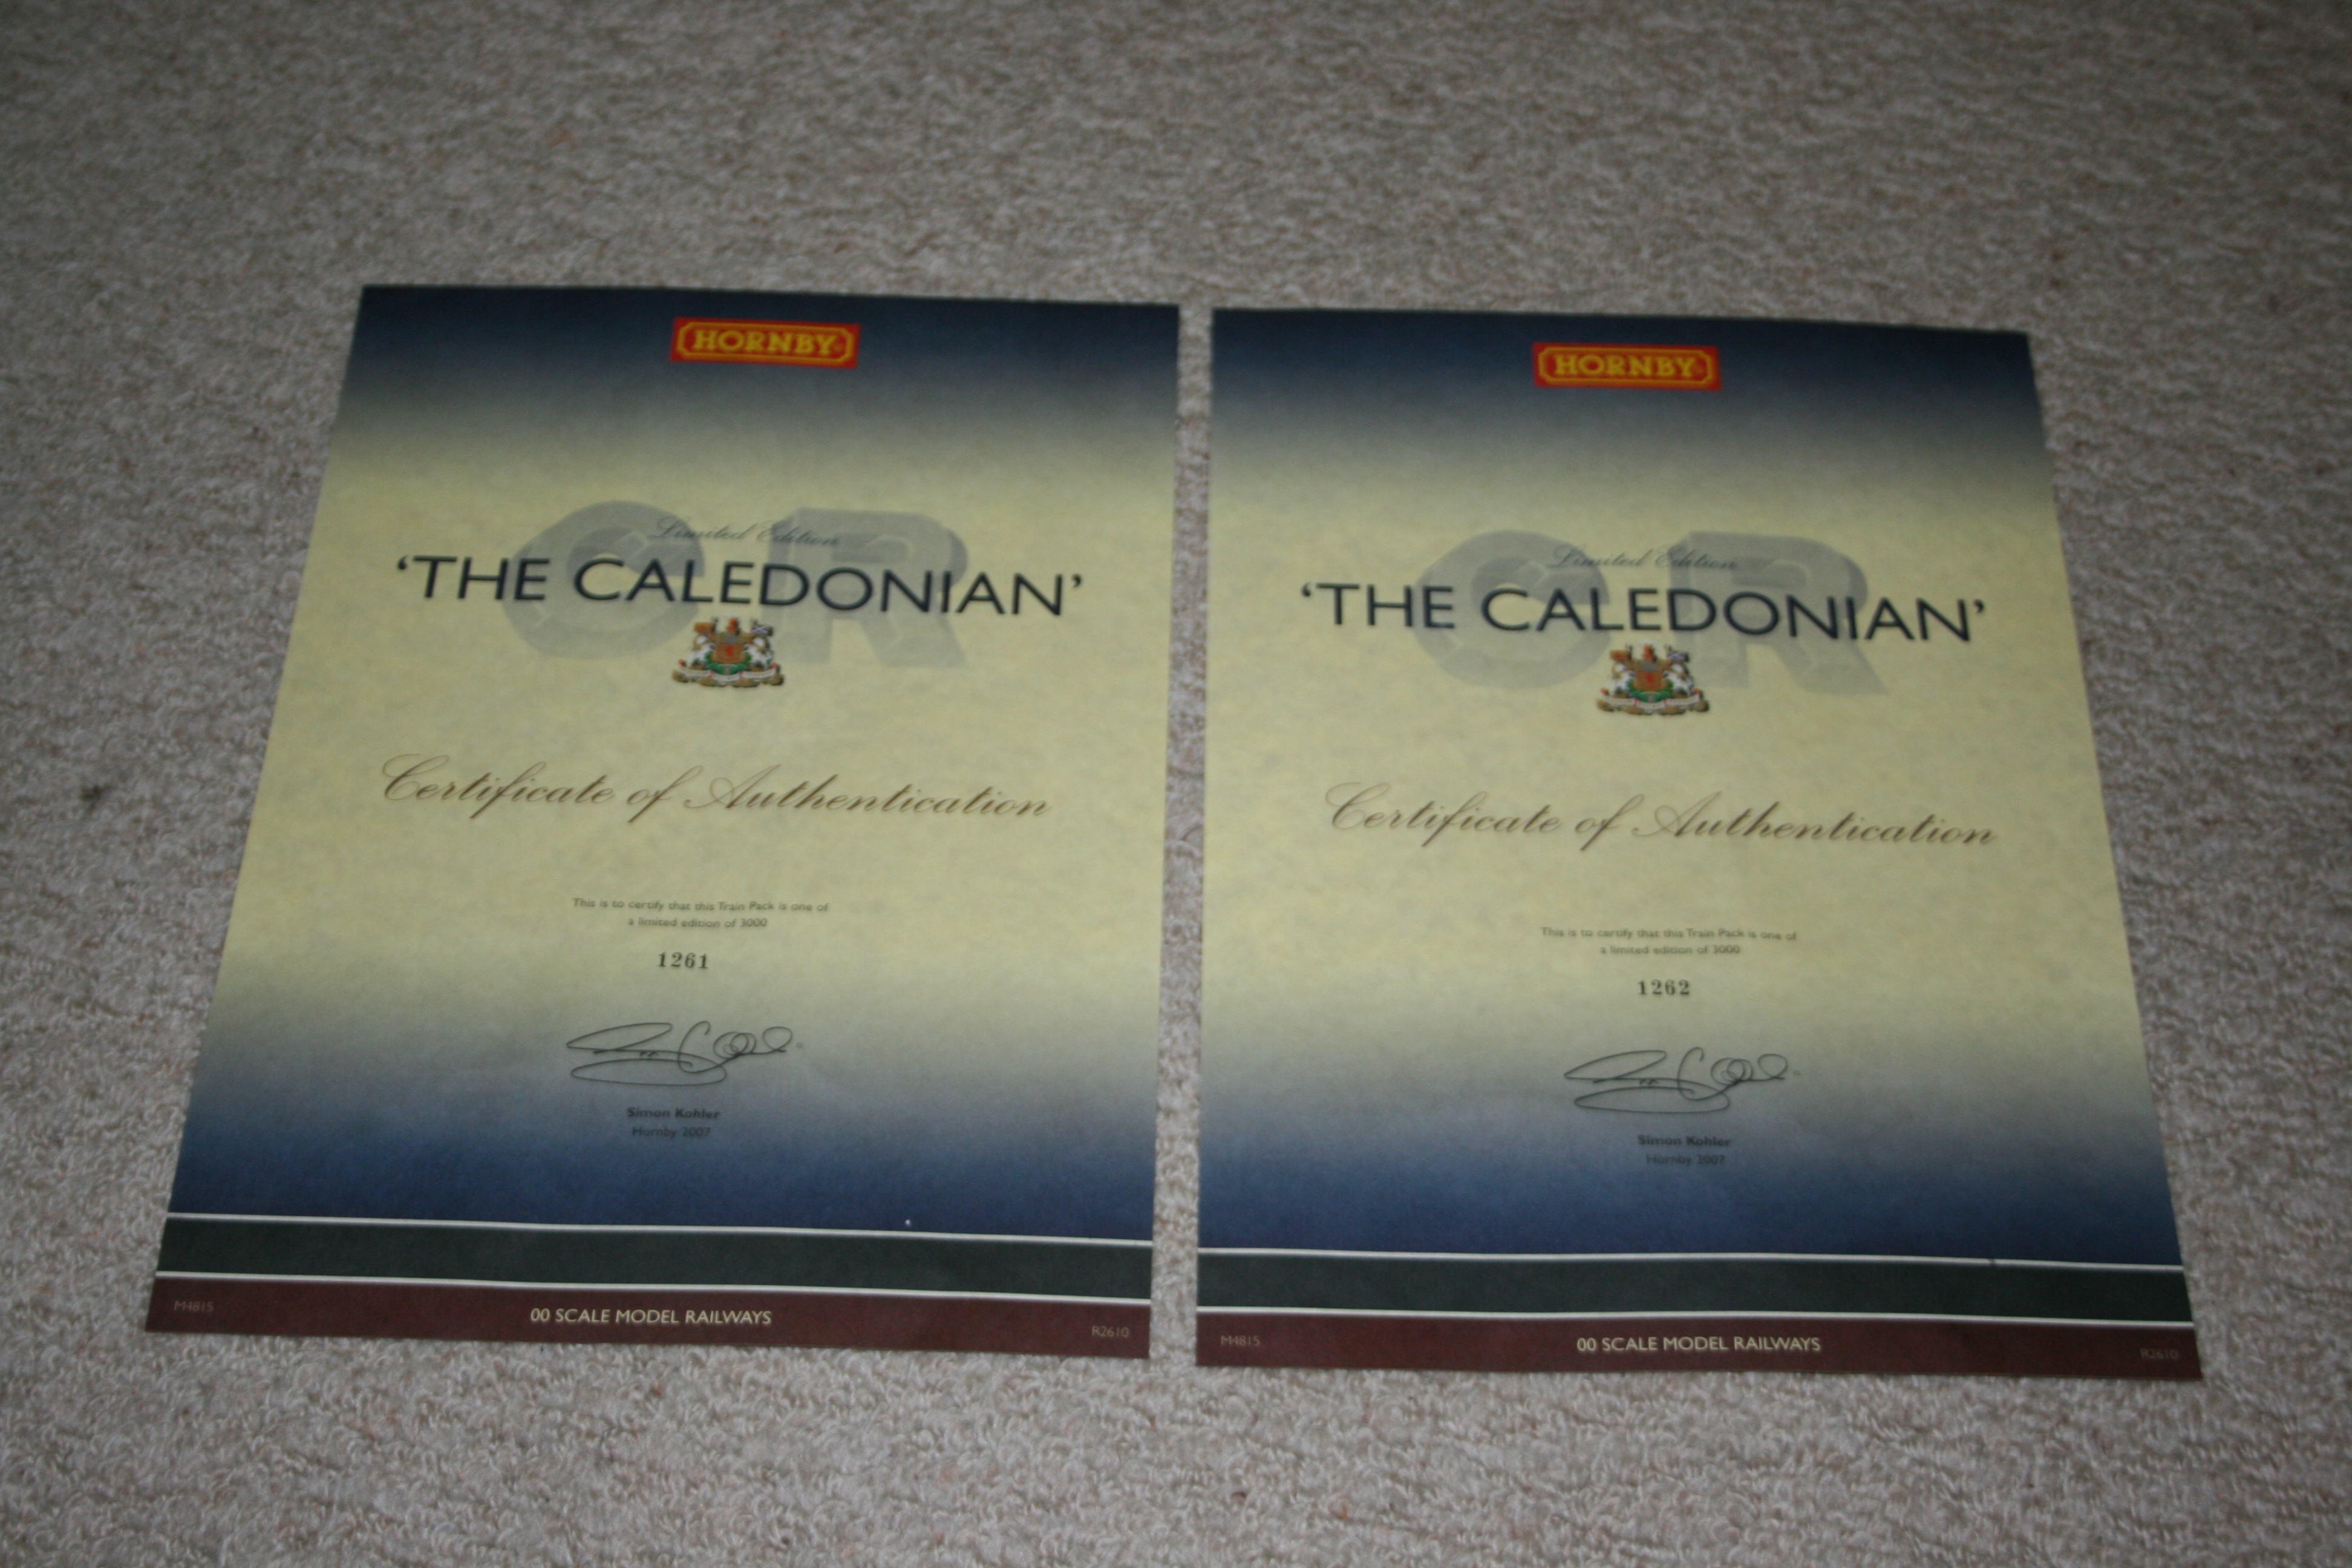 HORNBY
CR
Limited Edition
‘THE CALEDONIAN’
Certificate of Authentication
This is to certify that this Train Pack is one of
a limited edition of 3000
1261
Simon Kohler
Hornby 2007
M4815
00 SCALE MODEL RAILWAYS
R2610
HORNBY
CR
Limited Edition
‘THE CALEDONIAN’
Certificate of Authentication
This is to certify that this Train Pack is one of
a limited edition of 3000
1262
Simon Kohler
Hornby 2007
M4815
00 SCALE MODEL RAILWAYS
R2610